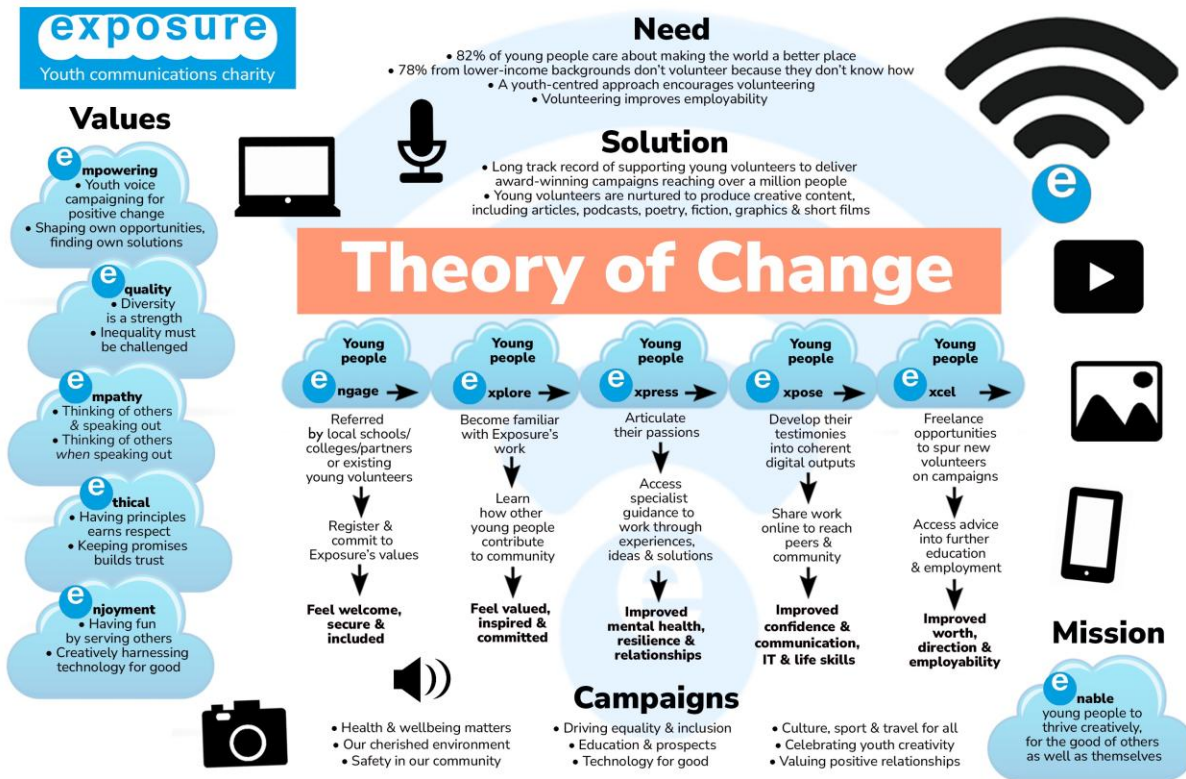 exposure
Youth communications charity
Need
• 82% of young people care about making the world a better place
• 78% from lower-income backgrounds don't volunteer because they don't know how
• A youth-centred approach encourages volunteering
• Volunteering improves employability
Solution
• Long track record of supporting young volunteers to deliver
award-winning campaigns reaching over a million people
• Young volunteers are nurtured to produce creative content,
including articles, podcasts, poetry, fiction, graphics & short films
e
Theory of Change
Values
empowering
• Youth voice
campaigning for
positive change
• Shaping own opportunities,
finding own solutions
equality
• Diversity
is a strength
• Inequality must
be challenged
empathy
• Thinking of others
& speaking out
• Thinking of others
when speaking out
ethical
• Having principles
earns respect
• Keeping promises
builds trust
enjoyment
• Having fun
by serving others
• Creatively harnessing
technology for good
Young
people
engage
Referred
by local schools/
colleges/partners
or existing
young volunteers
Register &
commit to
Exposure's values
Feel welcome,
secure &
included
Young
people
explore
Become familiar
with Exposure's
work
Learn
how other
young people
contribute
to community
Feel valued,
inspired &
committed
Young
people
express
Articulate
their passions
Access
specialist
guidance to
work through
experiences,
ideas & solutions
Improved
mental health,
resilience &
relationships
Young
people
expose
Develop their
testimonies
into coherent
digital outputs
Share work
online to reach
peers &
community
Improved
confidence &
communication,
IT & life skills
Young
people
excel
Freelance
opportunities
to spur new
volunteers
on campaigns
Access advice
into further
education
& employment
Improved
worth,
direction &
employability
Campaigns
• Health & wellbeing matters
• Our cherished environment
• Safety in our community
• Driving equality & inclusion
• Education & prospects
• Technology for good
• Culture, sport & travel for all
• Celebrating youth creativity
• Valuing positive relationships
Mission
enable
young people to
thrive creatively,
for the good of others
as well as themselves